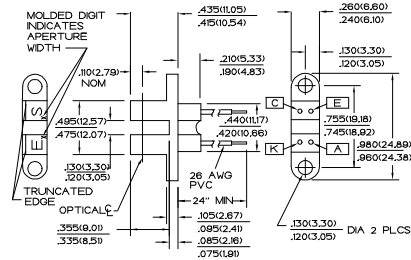 MOLDED DIGIT
INDICATES
APERTURE
WIDTH
.435(11.05)
.415(10.54)
.260(6.60)
.240(6.10)
.110(2.79)
NOM
.210(5.33)
.190(4.83)
.130(3.30)
.120(3.05)
S
E
.495(12.57)
.475(12.07)
.440(11.17)
.420(10.66)
C
E
K
A
.755(19.18)
.745(18.92)
.980(24.89)
.960(24.38)
.130(3.30)
.120(3.05)
TRUNCATED
EDGE
OPTICAL ℄
26 AWG
PVC
24" MIN
.355(9.01)
.335(8.51)
.105(2.67)
.095(2.41)
.085(2.16)
.075(1.91)
.130(3.30)
.120(3.05)
DIA 2 PLCS